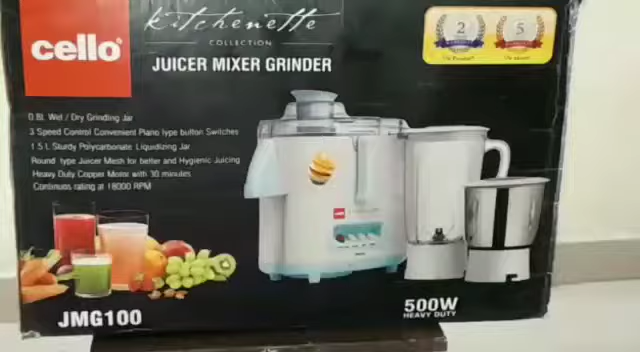 cello
Kitchenette
COLLECTION
JUICER MIXER GRINDER
2
5
0.8L Wet / Dry Grinding Jar
3 Speed Control Convenient Piano type button Switches
1.5 L Sturdy Polycarbonate Liquidizing Jar
Round type Juicer Mesh for better and Hygienic Juicing
Heavy Duty Copper Motor with 30 minutes
Continuos rating at 18000 RPM
cello
JMG100
500W
HEAVY DUTY